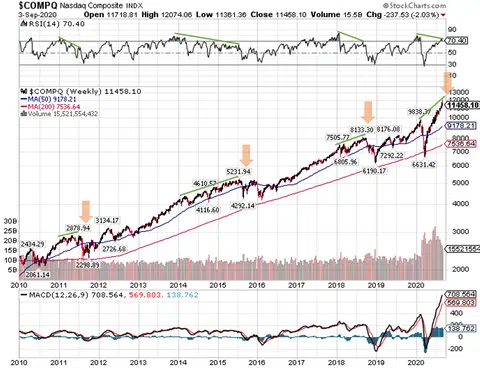 $COMPQ Nasdaq Composite INDX © StockCharts.com
3-Sep-2020 Open 11718.81 High 12074.06 Low 11361.36 Close 11458.10 Volume 15.5B Chg -237.53 (-2.03%)
RSI(14) 70.40
90
70.40
50
30
10
$COMPQ (Weekly) 11458.10
MA(50) 9178.21
MA(200) 7536.64
Volume 15,521,554,432
13000
12000
11458.10
10000
9178.21
8000
7536.64
6000
5000
4000
3000
2000
2434.29
2061.14
2878.94
2298.89
3134.17
2726.68
4610.57
4116.60
5231.94
4292.14
7505.77
6805.96
8133.30
6190.17
8176.08
7292.22
9838.37
6631.42
30B
25B
20B
15B
10B
5B
15521554
2010 2011 2012 2013 2014 2015 2016 2017 2018 2019 2020
MACD(12,26,9) 708.564, 569.803, 138.762
708.564
569.803
400
200
138.762
0
-200
2010 2011 2012 2013 2014 2015 2016 2017 2018 2019 2020